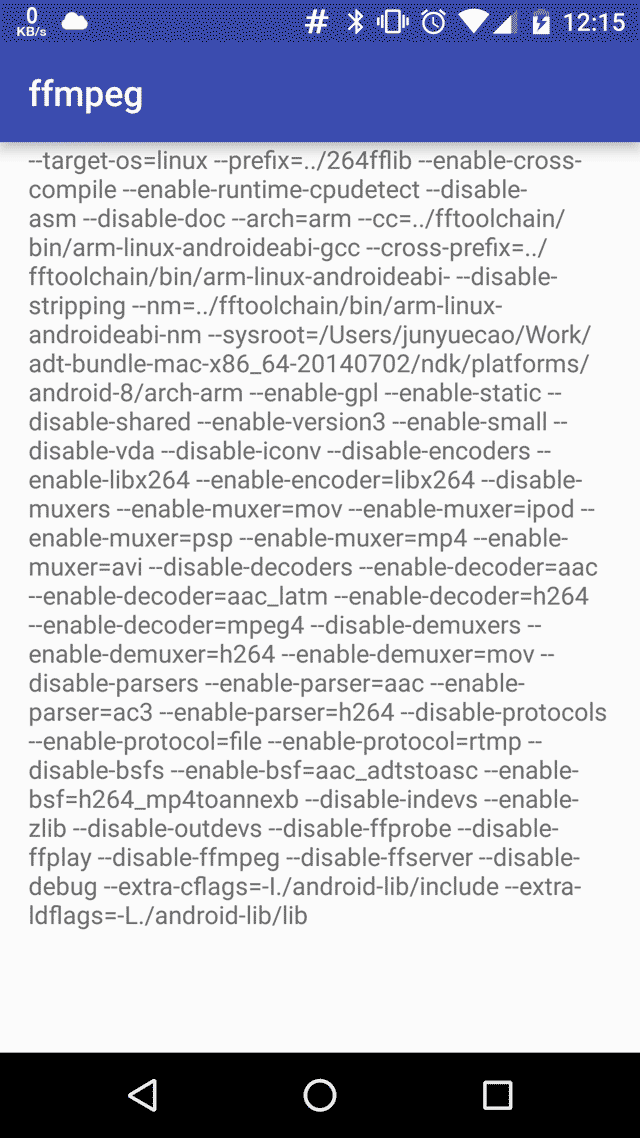 0
KB/s
12:15
ffmpeg
--target-os=linux --prefix=../264fflib --enable-cross-
compile --enable-runtime-cpudetect --disable-
asm --disable-doc --arch=arm --cc=../fftoolchain/
bin/arm-linux-androideabi-gcc --cross-prefix=../
fftoolchain/bin/arm-linux-androideabi- --disable-
stripping --nm=../fftoolchain/bin/arm-linux-
androideabi-nm --sysroot=/Users/junyuecao/Work/
adt-bundle-mac-x86_64-20140702/ndk/platforms/
android-8/arch-arm --enable-gpl --enable-static --
disable-shared --enable-version3 --enable-small --
disable-vda --disable-iconv --disable-encoders --
enable-libx264 --enable-encoder=libx264 --disable-
muxers --enable-muxer=mov --enable-muxer=ipod --
enable-muxer=psp --enable-muxer=mp4 --enable-
muxer=avi --disable-decoders --enable-decoder=aac
--enable-decoder=aac_latm --enable-decoder=h264
--enable-decoder=mpeg4 --disable-demuxers --
enable-demuxer=h264 --enable-demuxer=mov --
disable-parsers --enable-parser=aac --enable-
parser=ac3 --enable-parser=h264 --disable-protocols
--enable-protocol=file --enable-protocol=rtmp --
disable-bsfs --enable-bsf=aac_adtstoasc --enable-
bsf=h264_mp4toannexb --disable-indevs --enable-
zlib --disable-outdevs --disable-ffprobe --disable-
ffplay --disable-ffmpeg --disable-ffserver --disable-
debug --extra-cflags=-I./android-lib/include --extra-
ldflags=-L./android-lib/lib